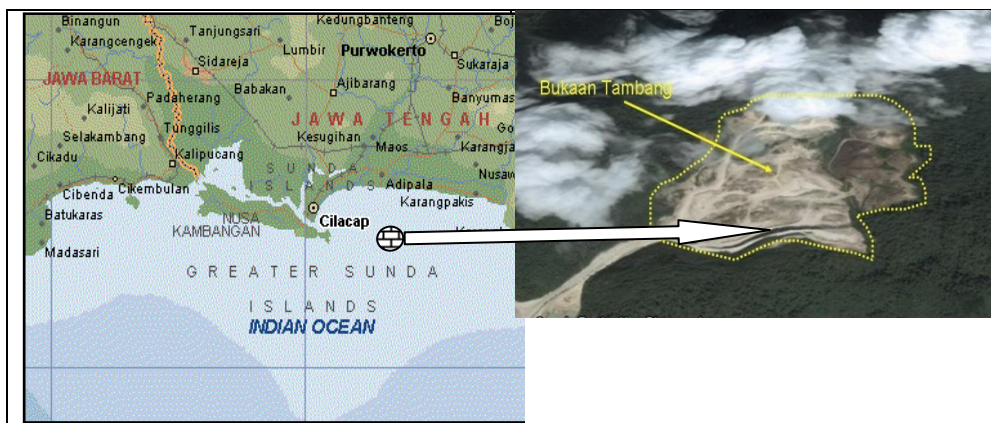 Binangun
Karangcengek
Tanjungsari
Kedungbanteng
Boj
Lumbir
Purwokerto
Sidareja
Sukaraja
JAWA BARAT
Babakan
Ajibarang
Banyumas
Padaherang
Kalijati
JAWA TENGAH
Tunggilis
Kesugihan
Go
Selakambang
Maos
Karangja
Cikadu
Kalipucang
SUNDA
ISLANDS
Adipala
Nusaw
Cibenda
Cikembulan
Karangpakis
Batukaras
NUSA
KAMBANGAN
Cilacap
Madasari
GREATER SUNDA
ISLANDS
INDIAN OCEAN
Bukaan Tambang